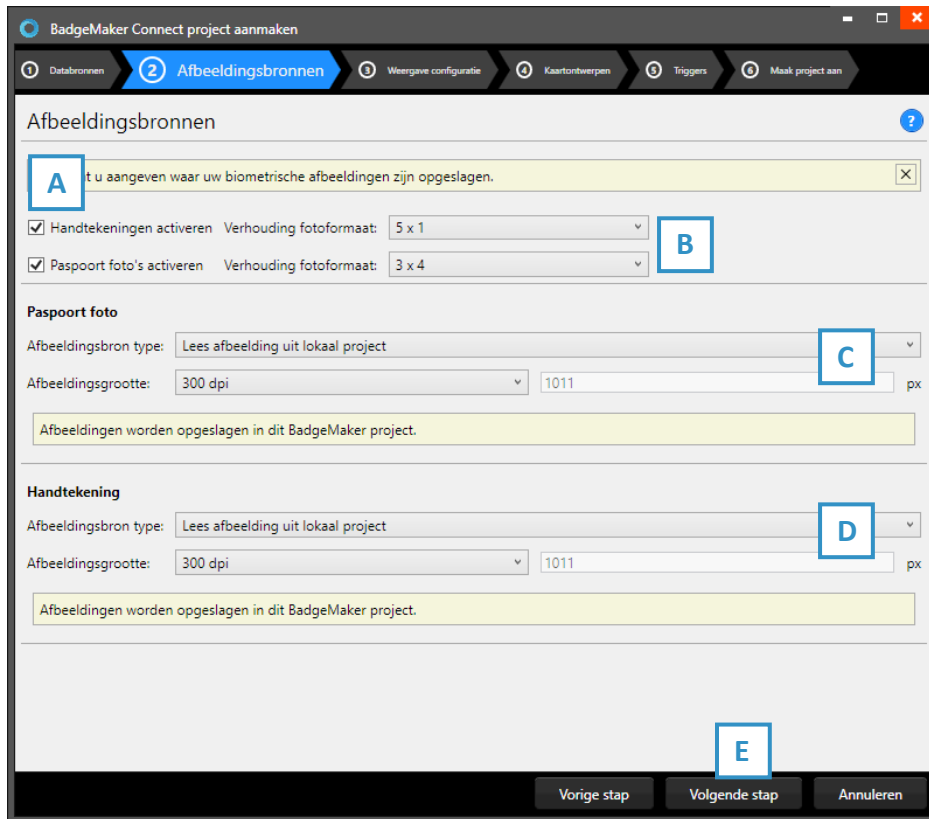 BadgeMaker Connect project aanmaken
1 Databronnen 2 Afbeeldingsbronnen 3 Weergave configuratie 4 Kaartontwerpen 5 Triggers 6 Maak project aan
Afbeeldingsbronnen ?
A t u aangeven waar uw biometrische afbeeldingen zijn opgeslagen.
Handtekeningen activeren Verhouding fotoformaat: 5 x 1
B
Paspoort foto's activeren Verhouding fotoformaat: 3 x 4
Paspoort foto
Afbeeldingsbron type: Lees afbeelding uit lokaal project
C
Afbeeldingsgrootte: 300 dpi 1011 px
Afbeeldingen worden opgeslagen in dit BadgeMaker project.
Handtekening
Afbeeldingsbron type: Lees afbeelding uit lokaal project
D
Afbeeldingsgrootte: 300 dpi 1011 px
Afbeeldingen worden opgeslagen in dit BadgeMaker project.
E
Vorige stap Volgende stap Annuleren